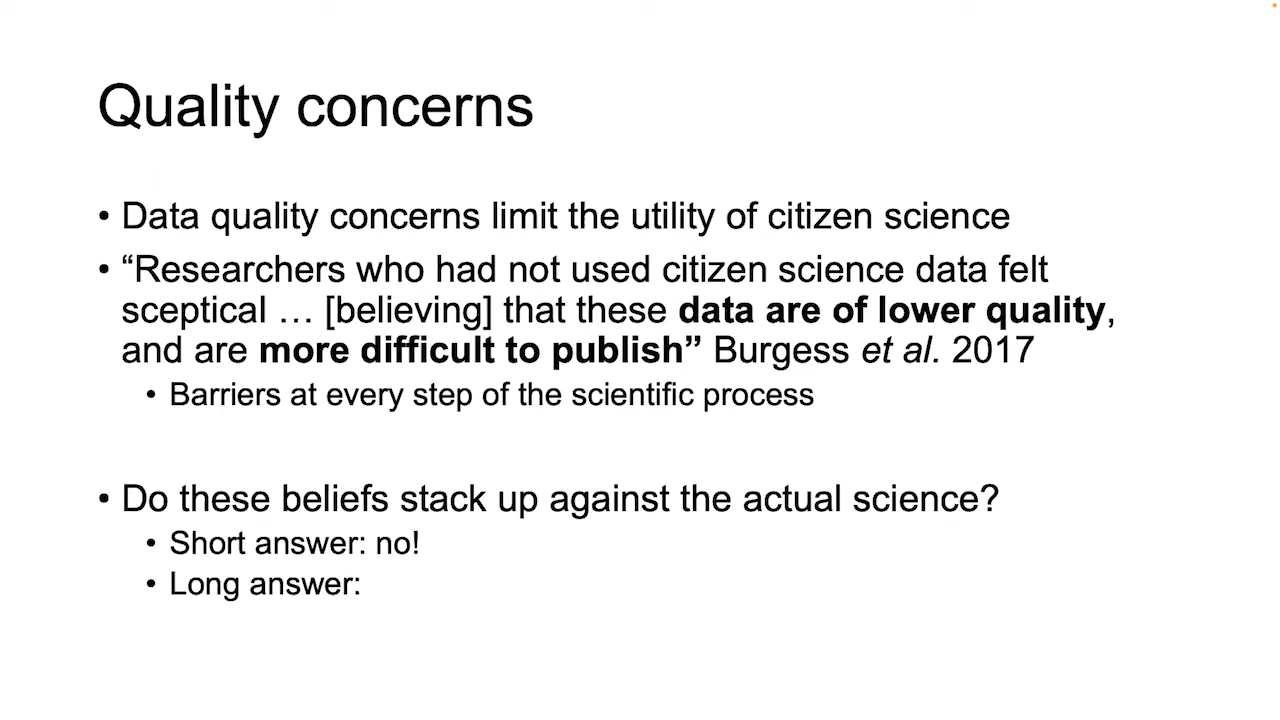 Quality concerns
• Data quality concerns limit the utility of citizen science
• “Researchers who had not used citizen science data felt
sceptical … [believing] that these data are of lower quality,
and are more difficult to publish” Burgess et al. 2017
• Barriers at every step of the scientific process
• Do these beliefs stack up against the actual science?
• Short answer: no!
• Long answer: